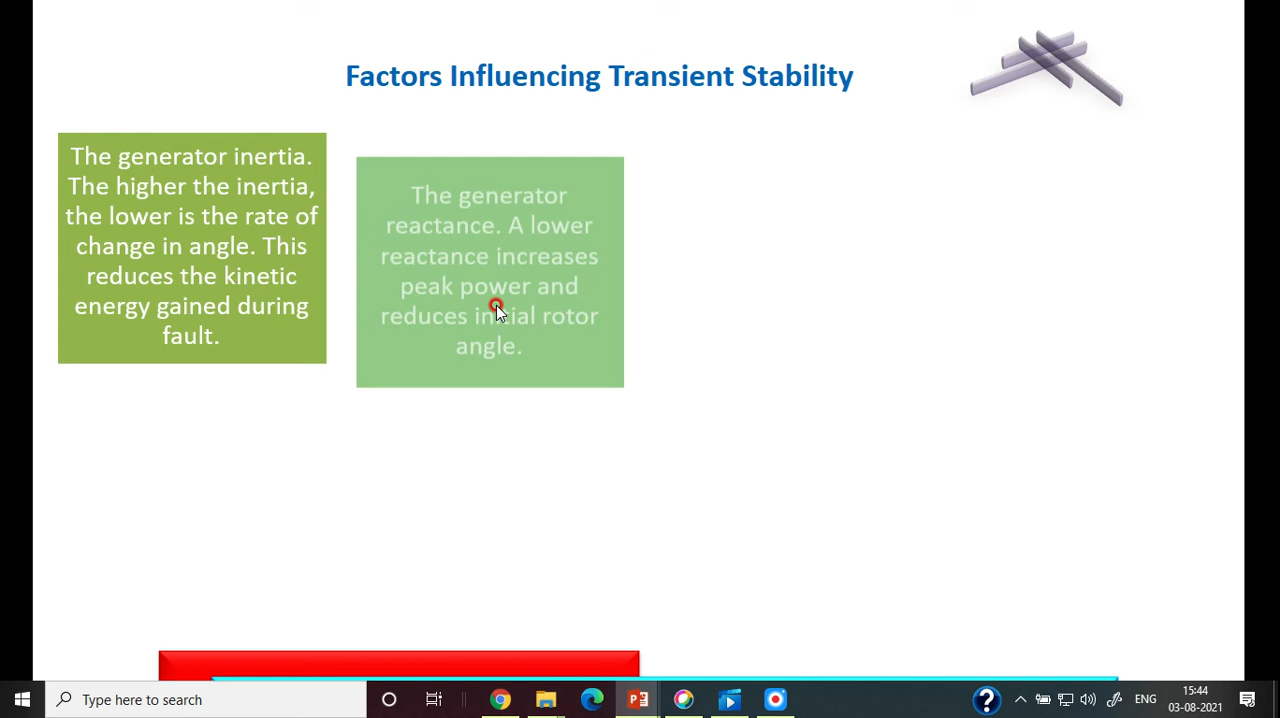 Factors Influencing Transient Stability
The generator inertia.
The higher the inertia,
the lower is the rate of
change in angle. This
reduces the kinetic
energy gained during
fault.
The generator
reactance. A lower
reactance increases
peak power and
reduces initial rotor
angle.
Type here to search
ENG
15:44
03-08-2021